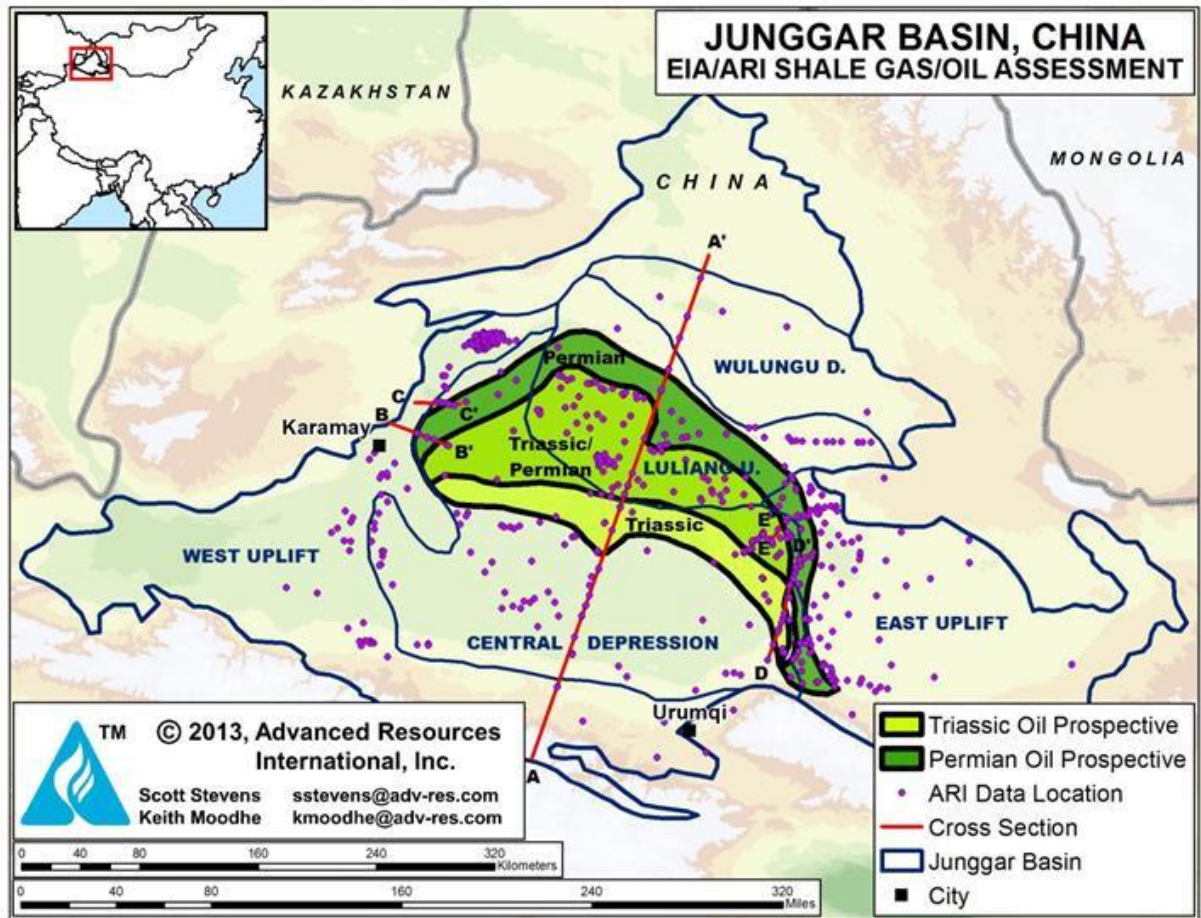 JUNGGAR BASIN, CHINA
EIA/ARI SHALE GAS/OIL ASSESSMENT
KAZAKHSTAN
MONGOLIA
CHINA
A'
Permian
WULUNGU D.
C
C'
B
Karamay
B'
Triassic/
Permian
LULIANG U.
Triassic
E'
E
D'
WEST UPLIFT
EAST UPLIFT
CENTRAL DEPRESSION
D
Urumqi
A
TM
© 2013, Advanced Resources
International, Inc.
Scott Stevens sstevens@adv-res.com
Keith Moodhe kmoodhe@adv-res.com
0 40 80 160 240 320
Kilometers
0 40 80 160 240 320
Miles
Triassic Oil Prospective
Permian Oil Prospective
ARI Data Location
Cross Section
Junggar Basin
City